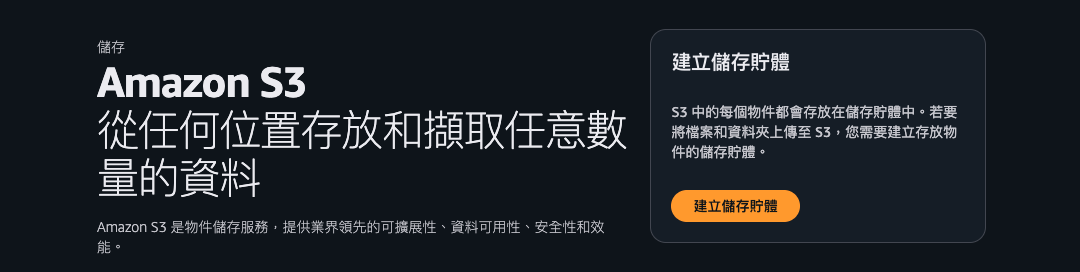 儲存
Amazon S3
從任何位置存放和擷取任意數
量的資料
Amazon S3 是物件儲存服務，提供業界領先的可擴展性、資料可用性、安全性和效
能。
建立儲存貯體
S3 中的每個物件都會存放在儲存貯體中。若要
將檔案和資料夾上傳至 S3，您需要建立存放物
件的儲存貯體。
建立儲存貯體